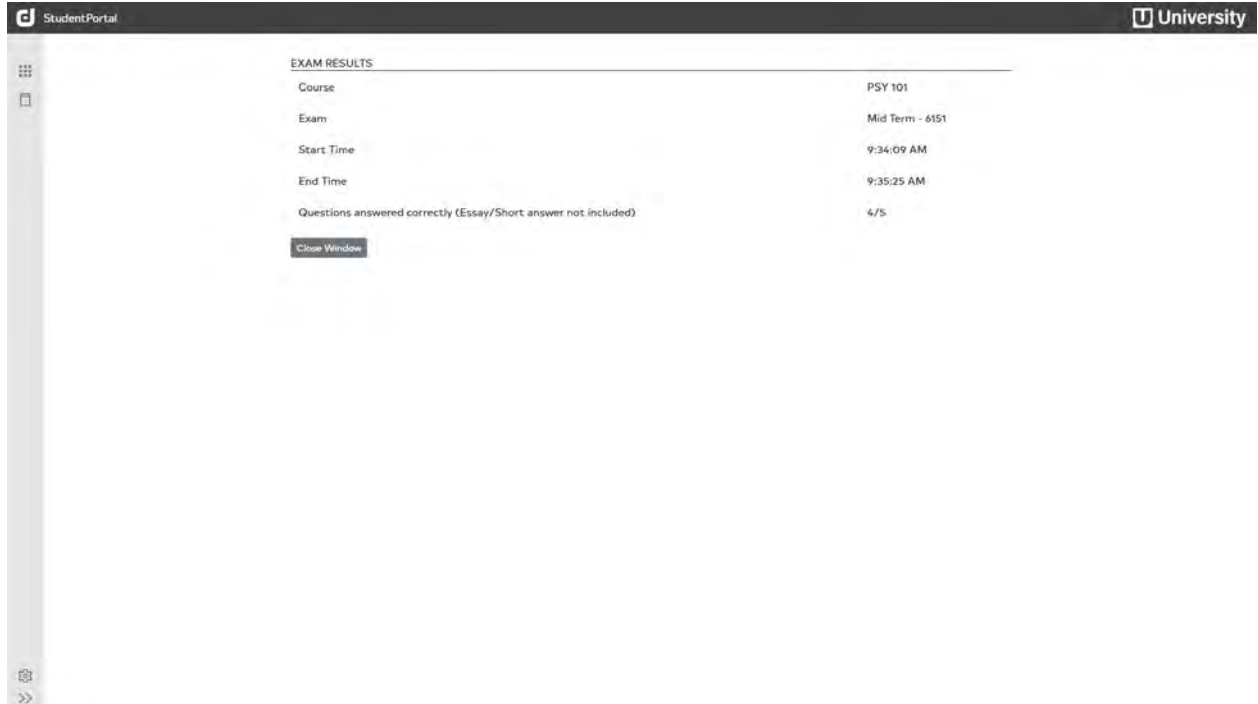 StudentPortal
University
EXAM RESULTS
Course PSY 101
Exam Mid Term - 6151
Start Time 9:34:09 AM
End Time 9:35:25 AM
Questions answered correctly (Essay/Short answer not included) 4/5
Close Window